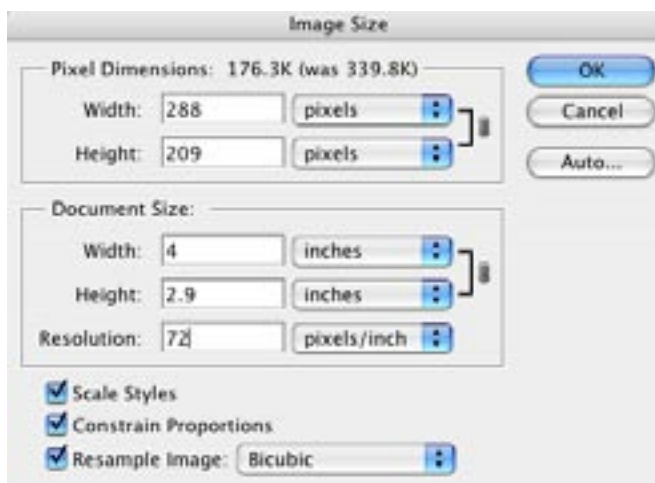 Image Size
Pixel Dimensions: 176.3K (was 339.8K)
OK
Width: 288 pixels
Cancel
Height: 209 pixels
Auto...
Document Size:
Width: 4 inches
Height: 2.9 inches
Resolution: 72 pixels/inch
Scale Styles
Constrain Proportions
Resample Image: Bicubic